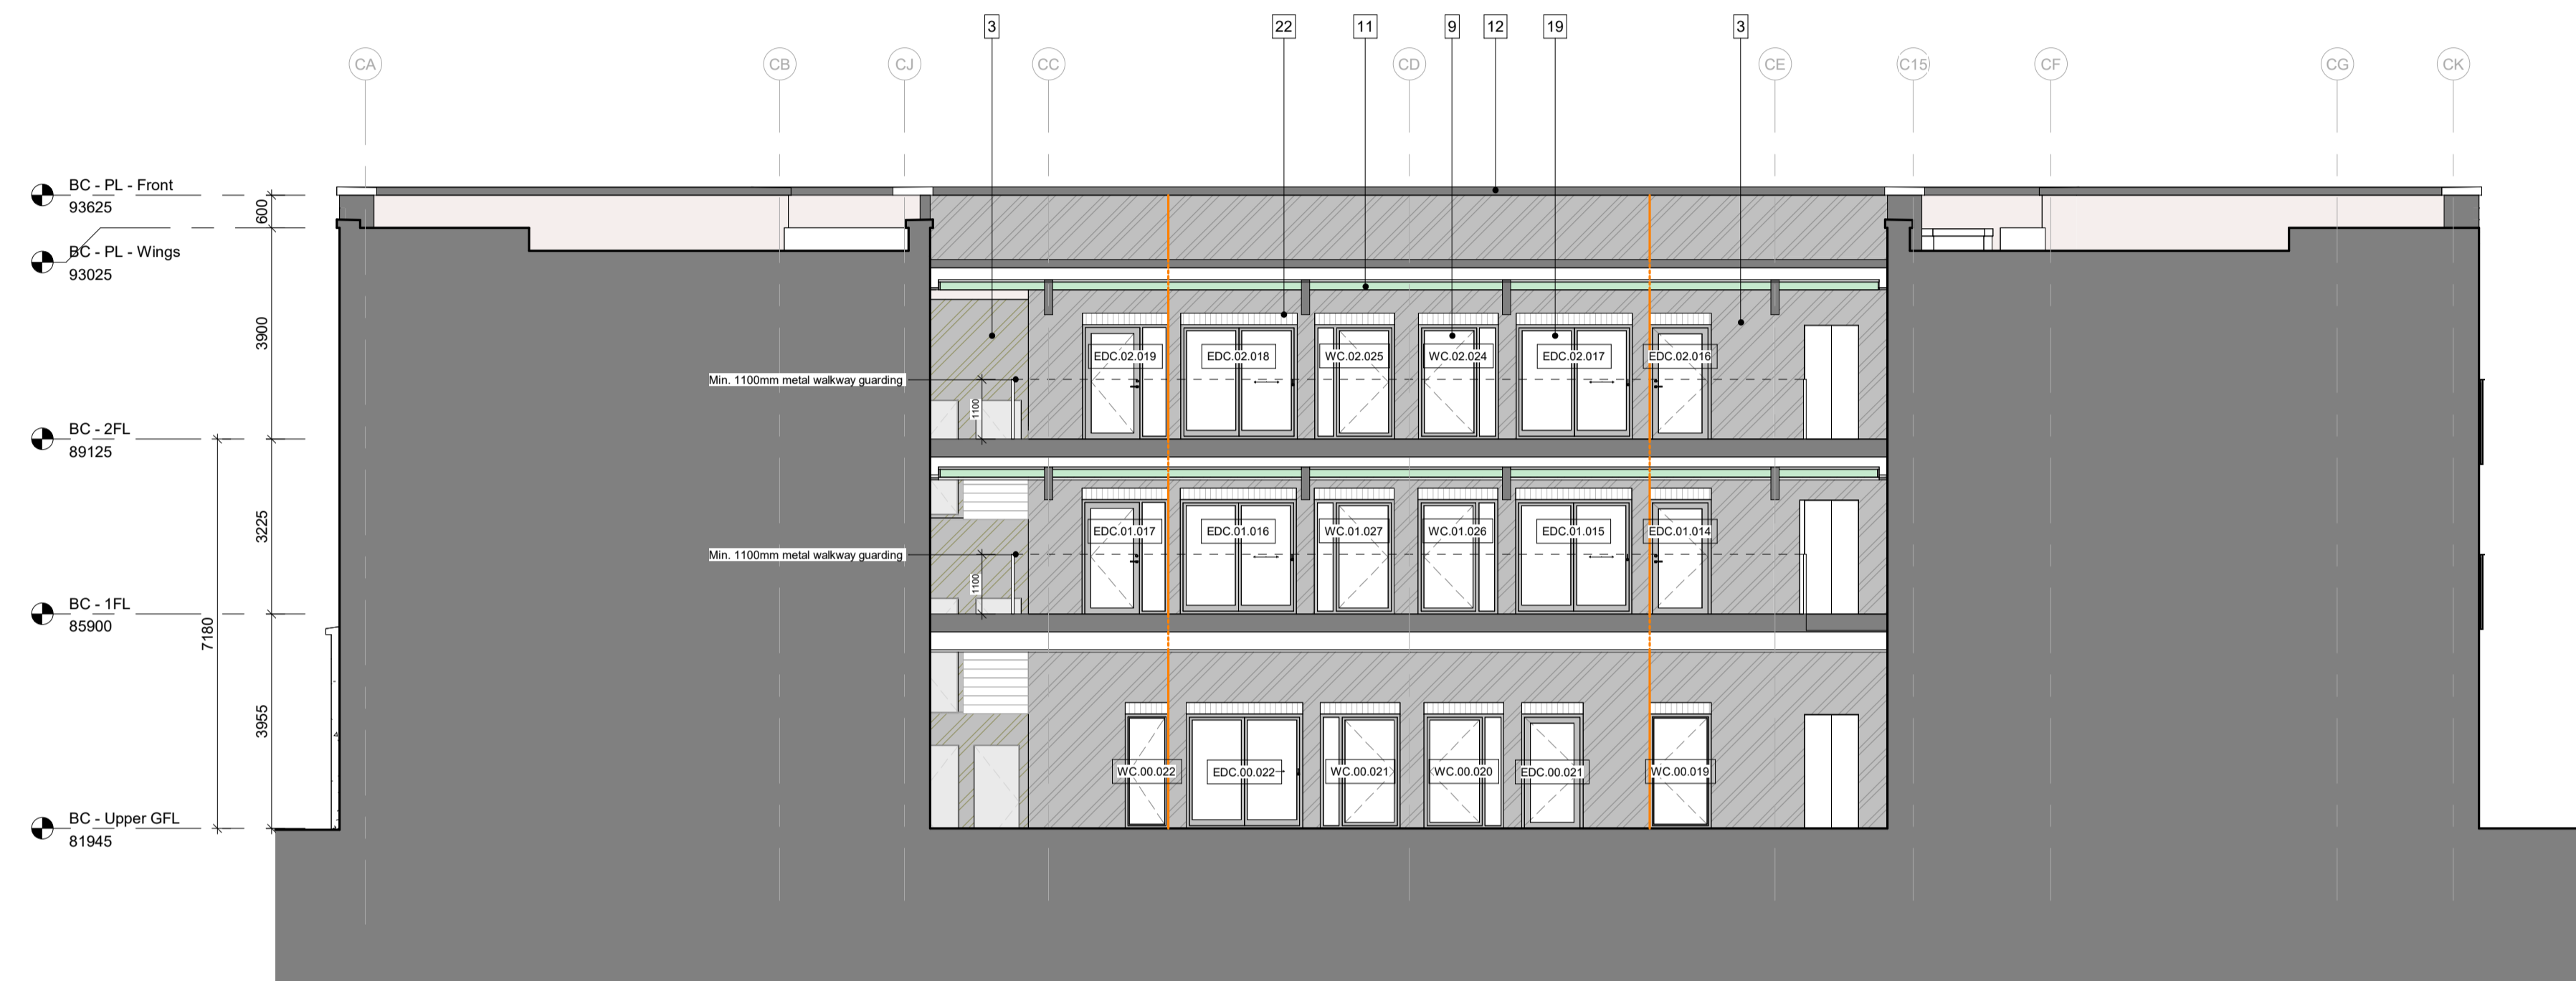 3
22
11
9
12
19
3
CA
CB
CJ
CC
CD
CE
C15
CF
CG
CK
BC - PL - Front
93625
600
BC - PL - Wings
93025
3900
EDC.02.019
EDC.02.018
WC.02.025
WC.02.024
EDC.02.017
EDC.02.016
Min. 1100mm metal walkway guarding
1100
BC - 2FL
89125
3225
EDC.01.017
EDC.01.016
WC.01.027
WC.01.026
EDC.01.015
EDC.01.014
Min. 1100mm metal walkway guarding
1100
BC - 1FL
85900
7180
3955
WC.00.022
EDC.00.022
WC.00.021
WC.00.020
EDC.00.021
WC.00.019
BC - Upper GFL
81945